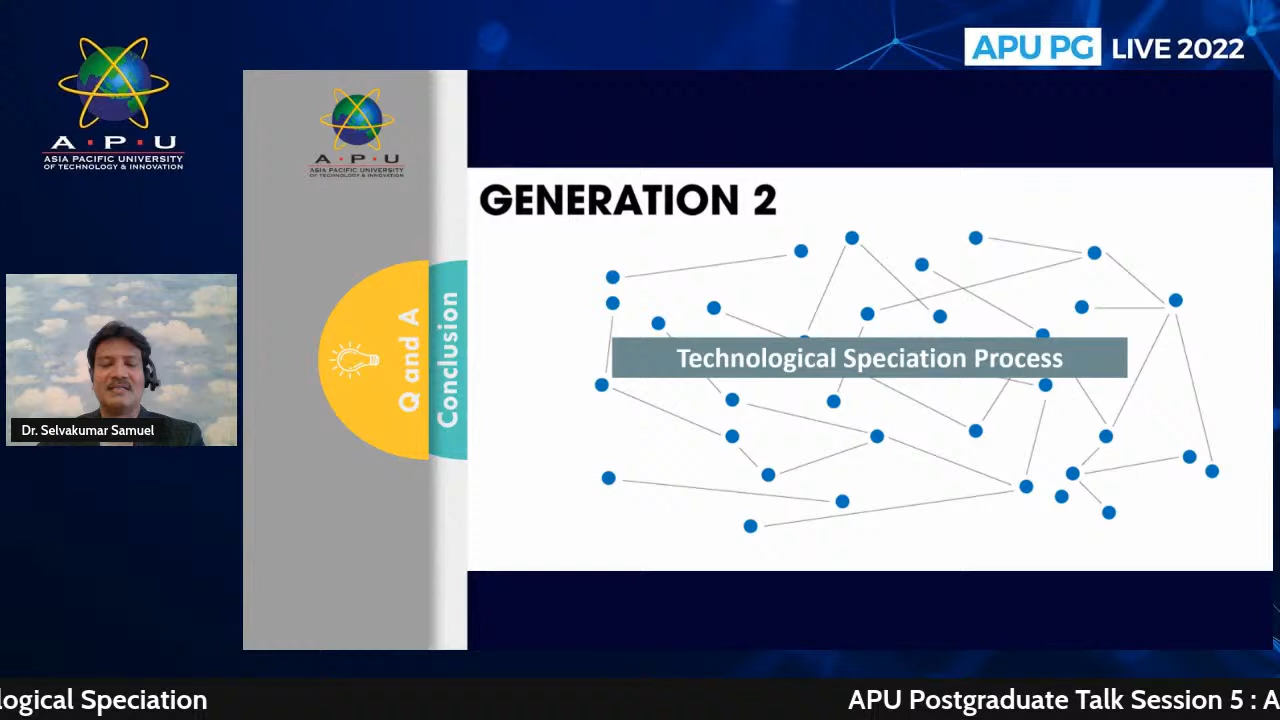 APU PG LIVE 2022
A·P·U
ASIA PACIFIC UNIVERSITY
OF TECHNOLOGY & INNOVATION
A·P·U
ASIA PACIFIC UNIVERSITY
OF TECHNOLOGY & INNOVATION
GENERATION 2
Q and A
Conclusion
Technological Speciation Process
Dr. Selvakumar Samuel
logical Speciation
APU Postgraduate Talk Session 5 : A